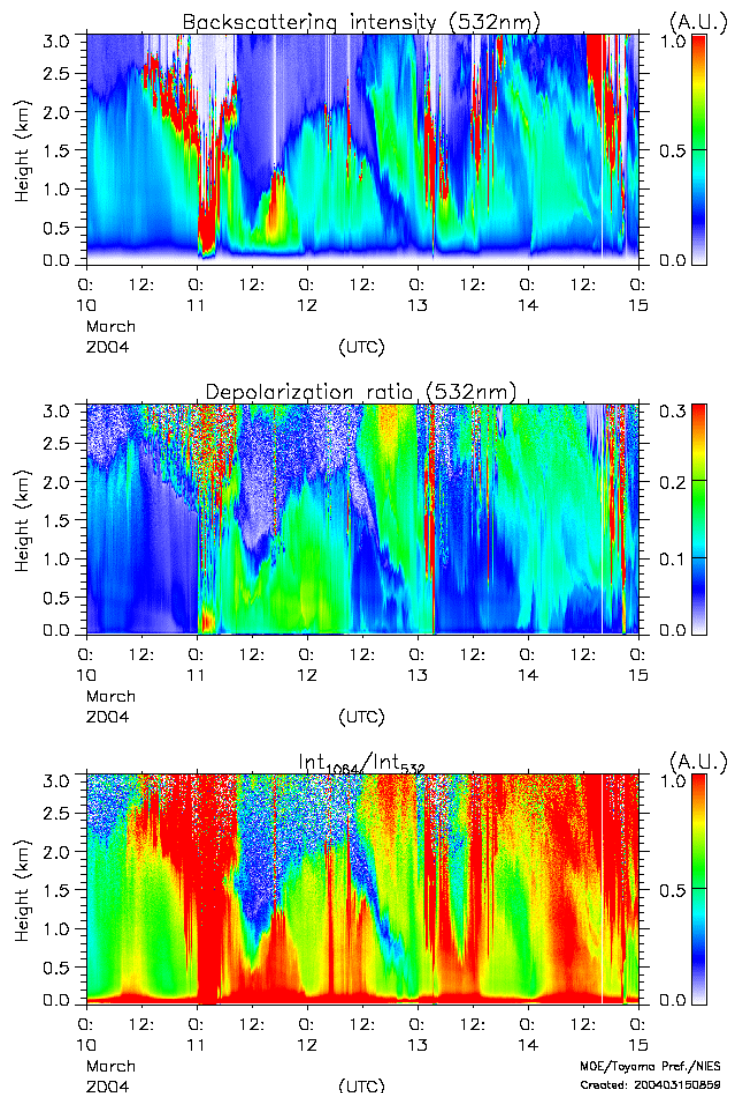 Backscattering intensity (532nm)
(A.U.)
3.0
2.5
2.0
1.5
1.0
0.5
0.0
Height (km)
1.0
0.5
0.0
0: 12: 0: 12: 0: 12: 0: 12: 0: 12: 0:
10 11 12 13 14 15
March
2004 (UTC)
Depolarization ratio (532nm)
3.0
2.5
2.0
1.5
1.0
0.5
0.0
Height (km)
0.3
0.2
0.1
0.0
0: 12: 0: 12: 0: 12: 0: 12: 0: 12: 0:
10 11 12 13 14 15
March
2004 (UTC)
Int1064/Int532
(A.U.)
3.0
2.5
2.0
1.5
1.0
0.5
0.0
Height (km)
1.0
0.5
0.0
0: 12: 0: 12: 0: 12: 0: 12: 0: 12: 0:
10 11 12 13 14 15
March
2004 (UTC)
MOE/Toyama Pref./NIES
Created: 200403150859